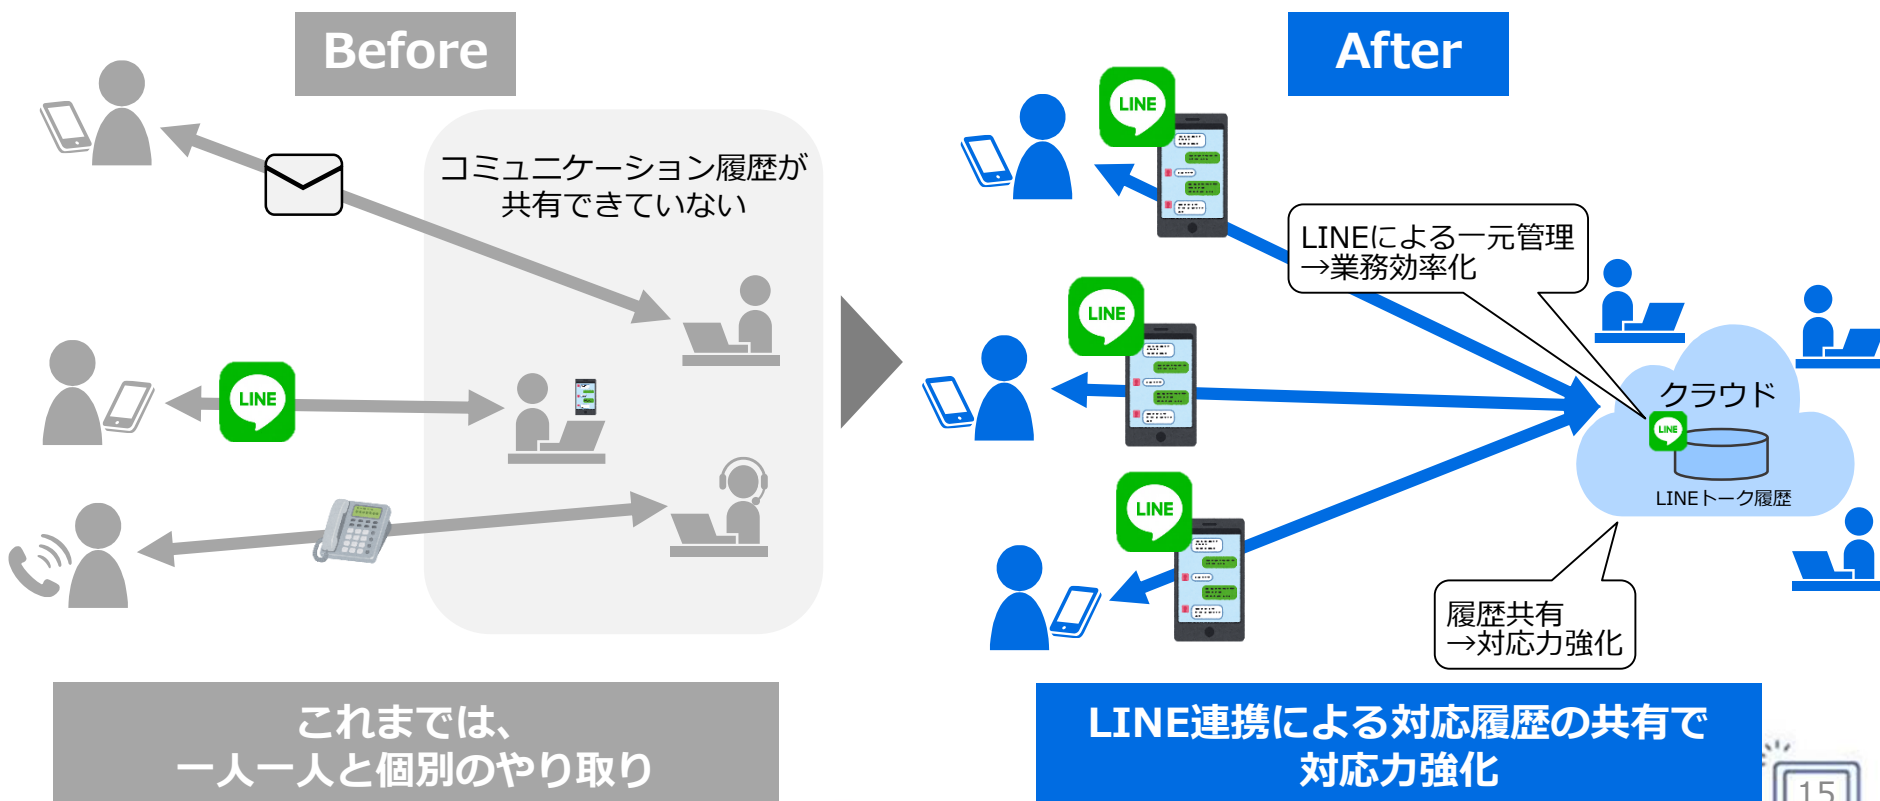 Before
コミュニケーション履歴が
共有できていない
LINE
これまでは、
一人一人と個別のやり取り
After
LINE
LINEによる一元管理
→業務効率化
LINE
クラウド
LINE
LINEトーク履歴
LINE
履歴共有
→対応力強化
LINE連携による対応履歴の共有で
対応力強化
15